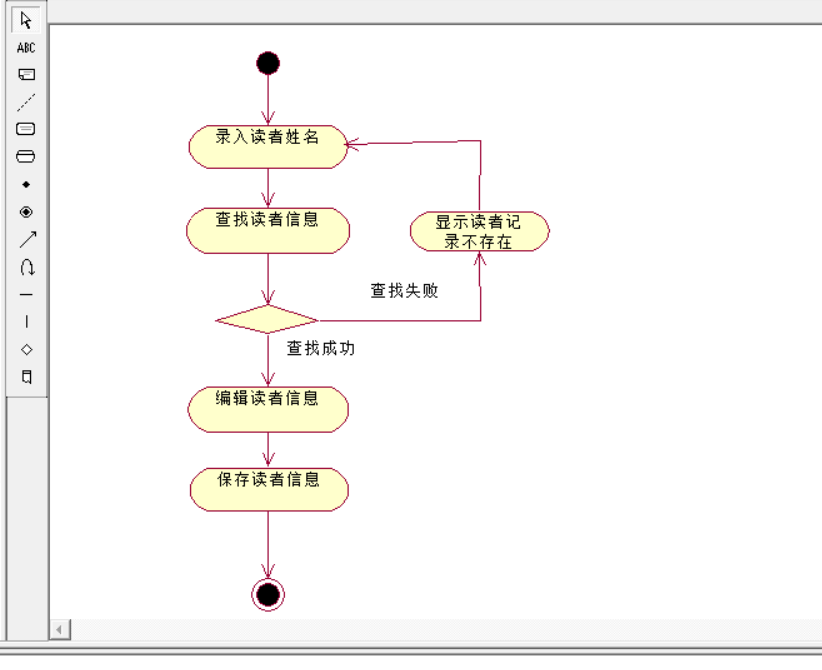 ABC
录入读者姓名
查找读者信息
显示读者记
录不存在
查找失败
查找成功
编辑读者信息
保存读者信息